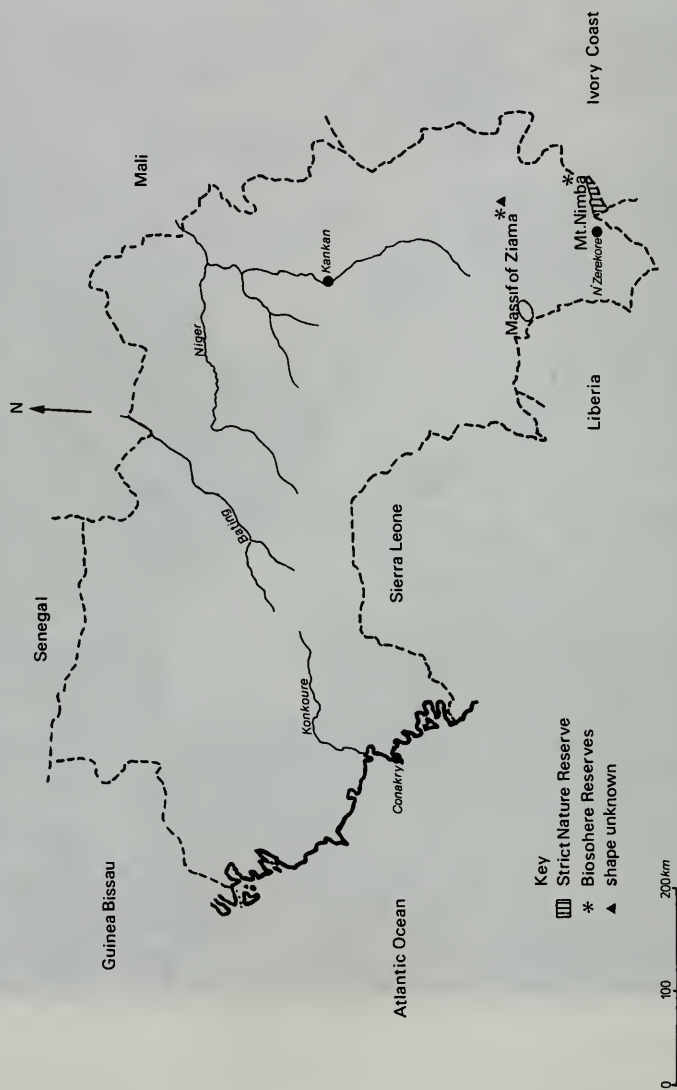 N
Senegal
Mali
Guinea Bissau
Niger
Bafing
Kankan
Konkoure
Ivory Coast
Massif of Ziama
*
Mt.Nimba
*
N'Zerekore
Sierra Leone
Liberia
Conakry
Atlantic Ocean
Key
Strict Nature Reserve
* Biosohere Reserves
▲ shape unknown
0 100 200km